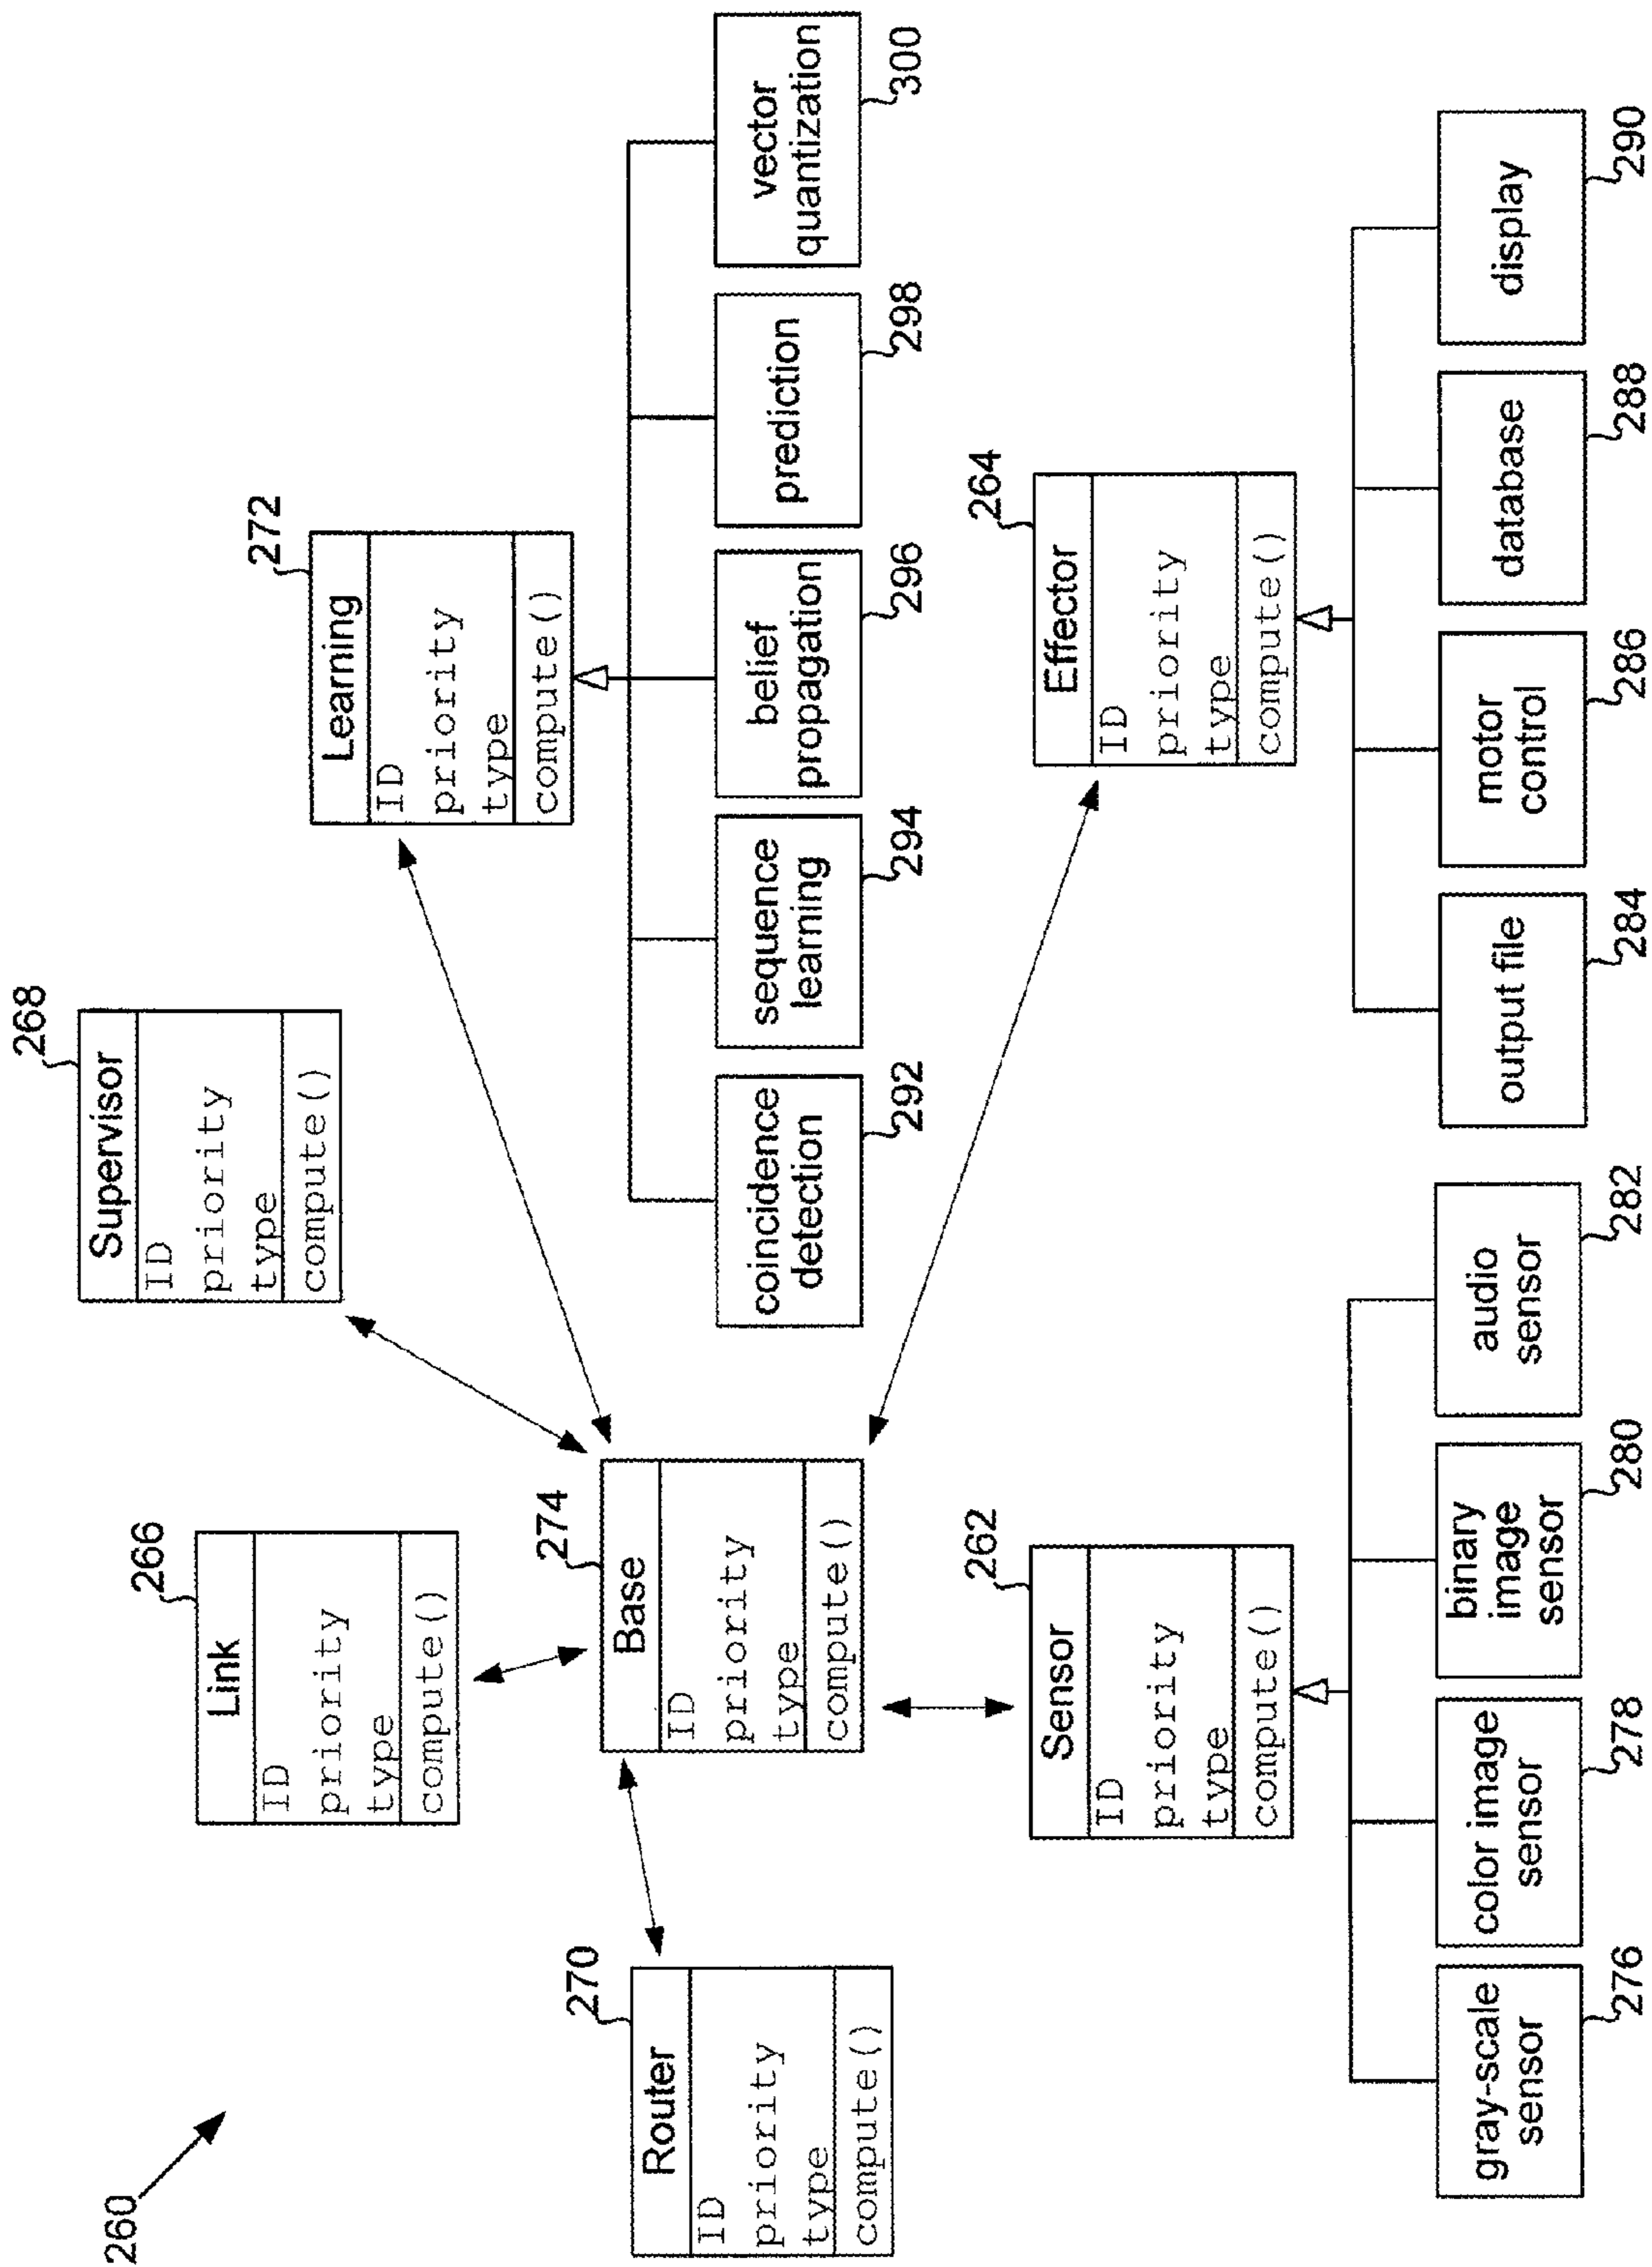 260
268
Supervisor
ID
priority
type
compute()
266
Link
ID
priority
type
compute()
272
Learning
ID
priority
type
compute()
270
Router
ID
priority
type
compute()
274
Base
ID
priority
type
compute()
coincidence
detection
292
sequence
learning
294
belief
propagation
296
prediction
298
vector
quantization
300
262
Sensor
ID
priority
type
compute()
264
Effector
ID
priority
type
compute()
gray-scale
sensor
276
color image
sensor
278
binary
image
sensor
280
audio
sensor
282
output file
284
motor
control
286
database
288
display
290